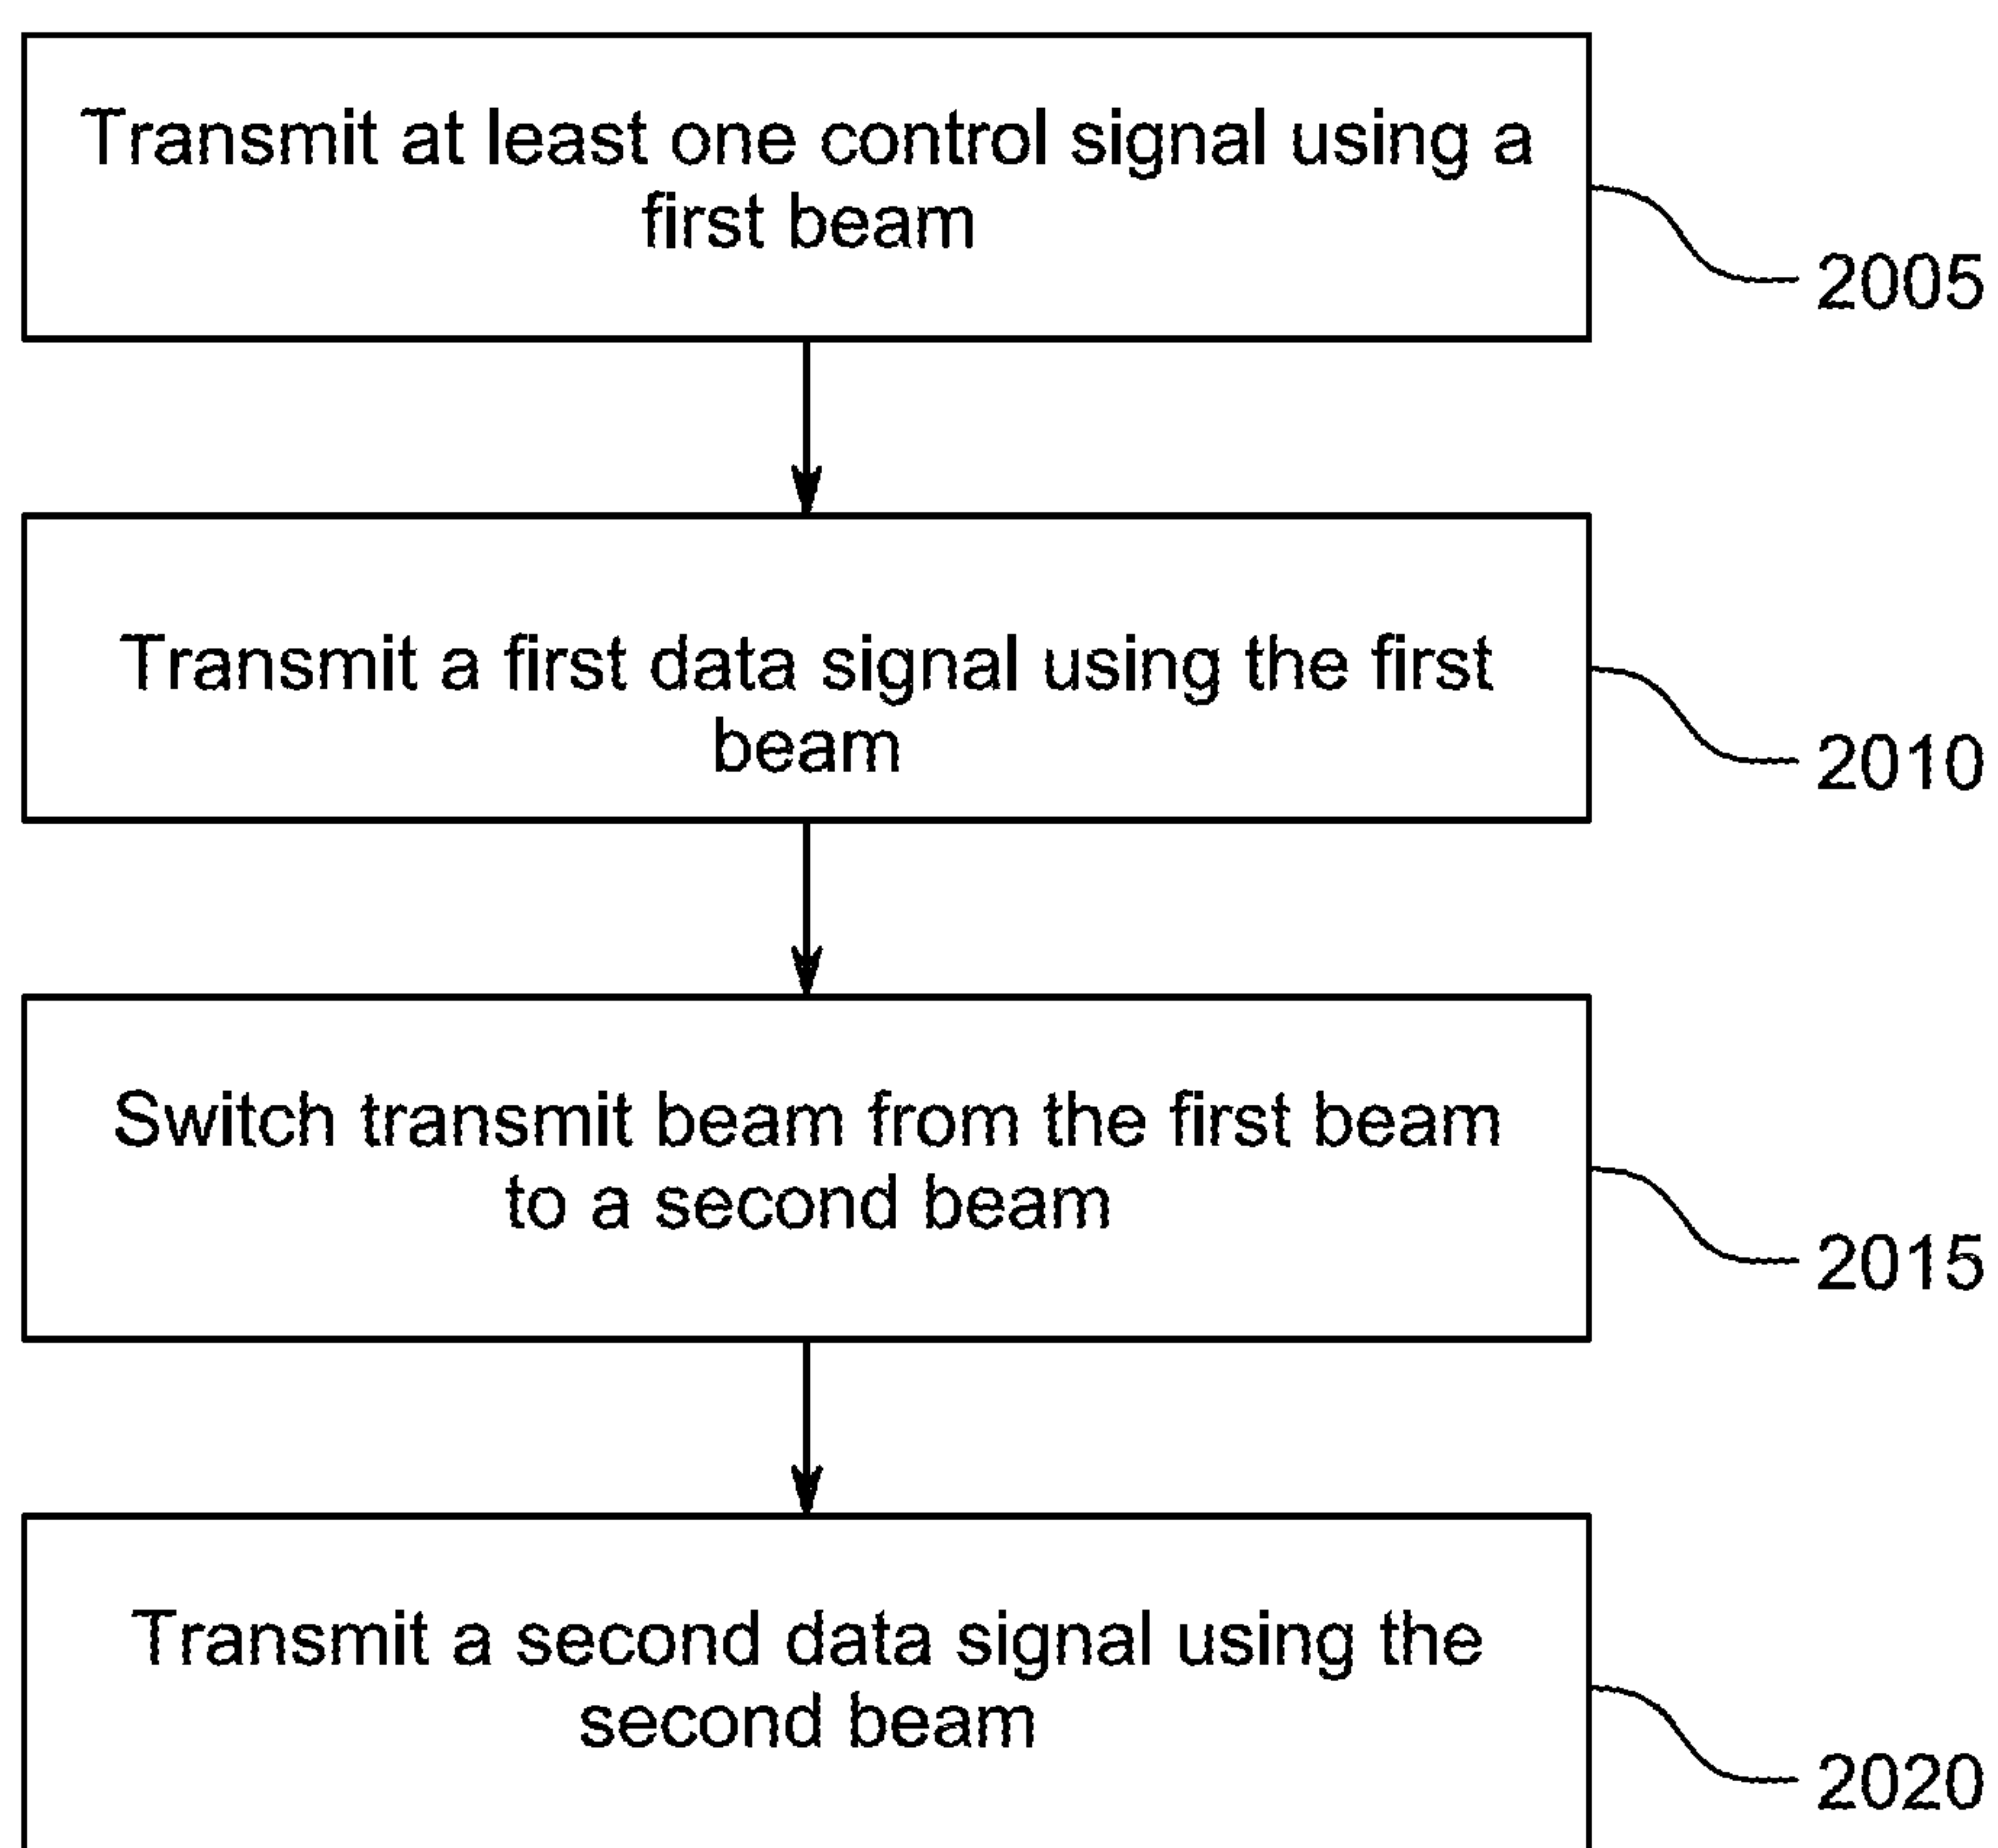 Transmit at least one control signal using a
first beam
2005
Transmit a first data signal using the first
beam
2010
Switch transmit beam from the first beam
to a second beam
2015
Transmit a second data signal using the
second beam
2020